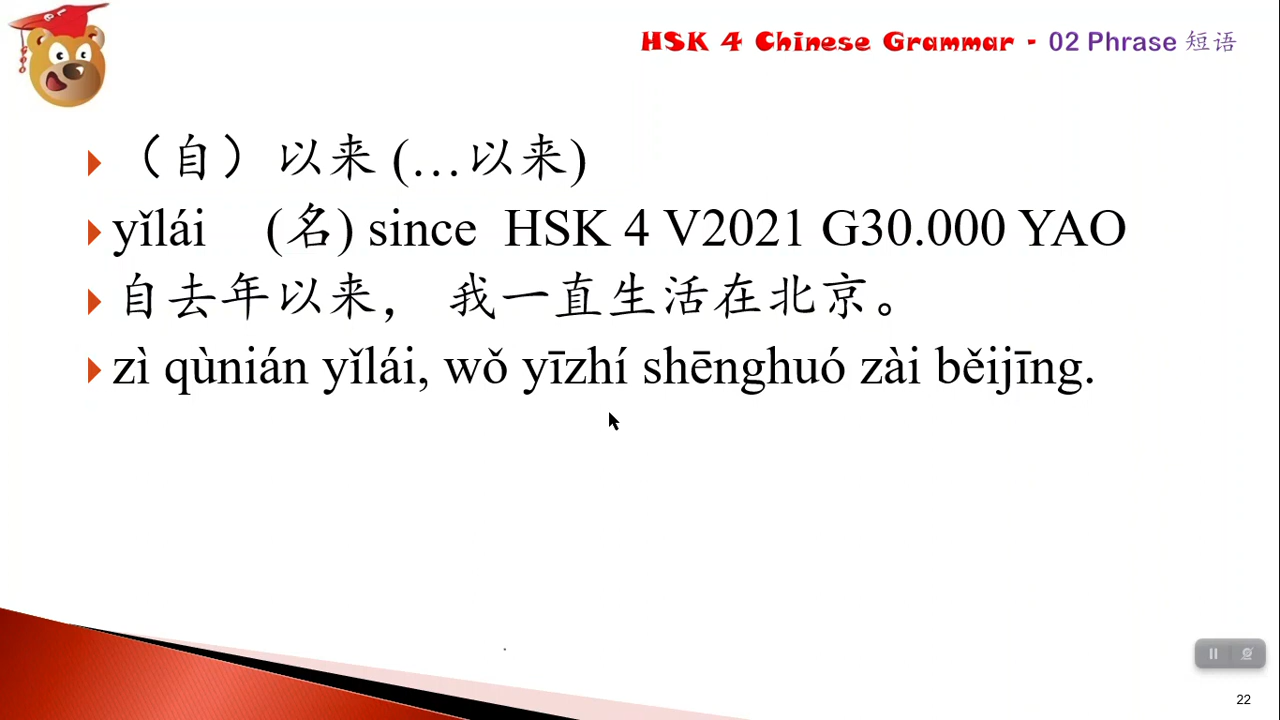 HSK 4 Chinese Grammar - 02 Phrase 短语
（自）以来 (…以来)
yǐlái (名) since HSK 4 V2021 G30.000 YAO
自去年以来， 我一直生活在北京。
zì qùnián yǐlái, wǒ yīzhí shēnghuó zài běijīng.
22